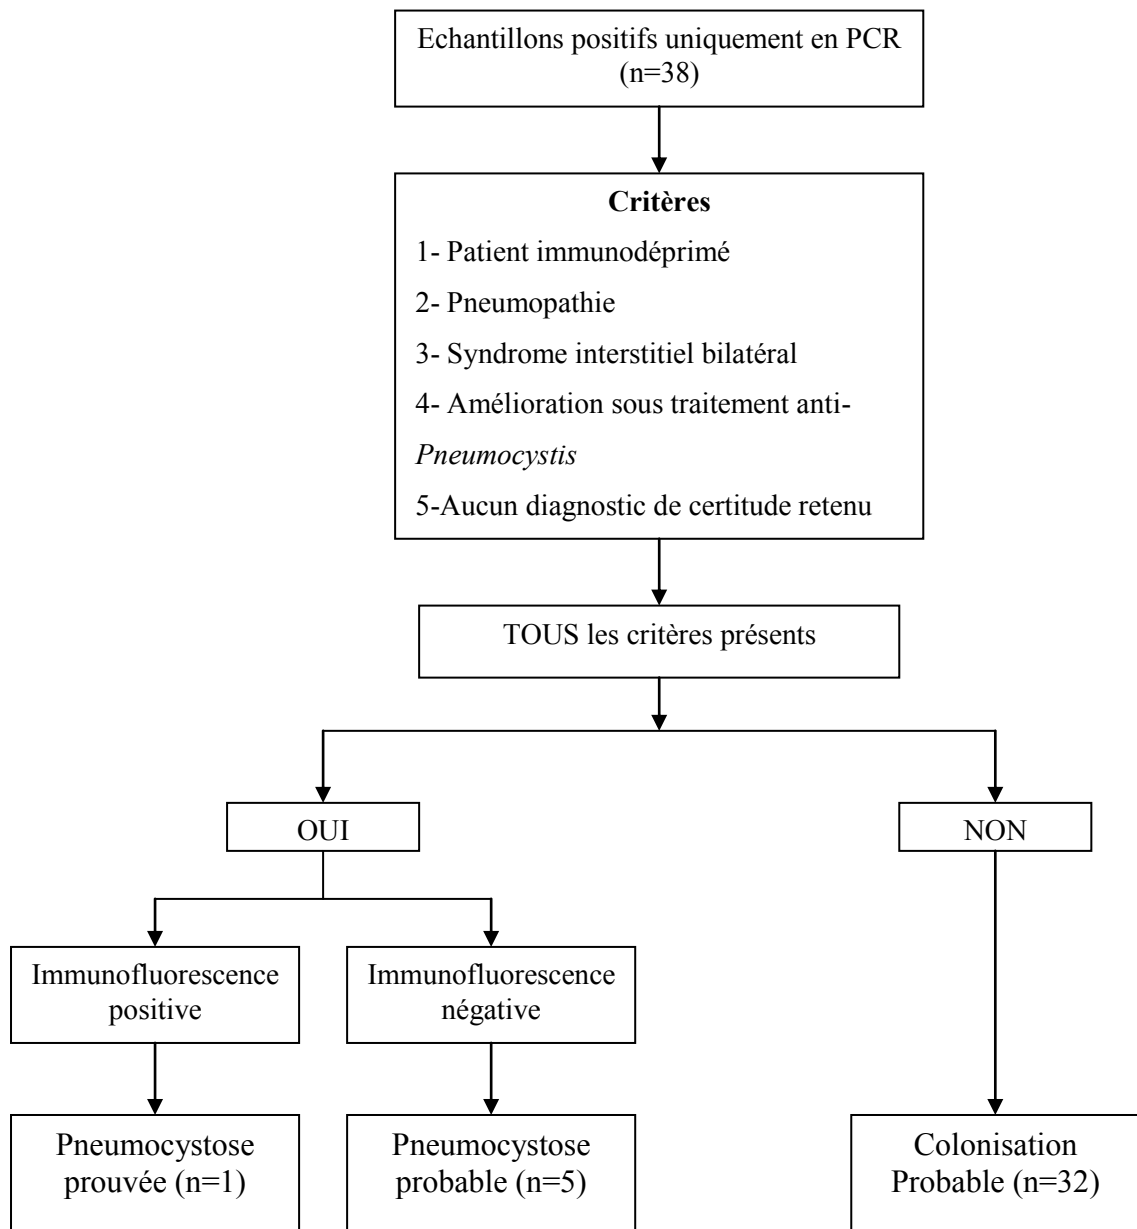 Echantillons positifs uniquement en PCR
(n=38)
Critères
1- Patient immunodéprimé
2- Pneumopathie
3- Syndrome interstitiel bilatéral
4- Amélioration sous traitement anti-
Pneumocystis
5-Aucun diagnostic de certitude retenu
TOUS les critères présents
OUI
NON
Immunofluorescence
positive
Immunofluorescence
négative
Pneumocystose
prouvée (n=1)
Pneumocystose
probable (n=5)
Colonisation
Probable (n=32)